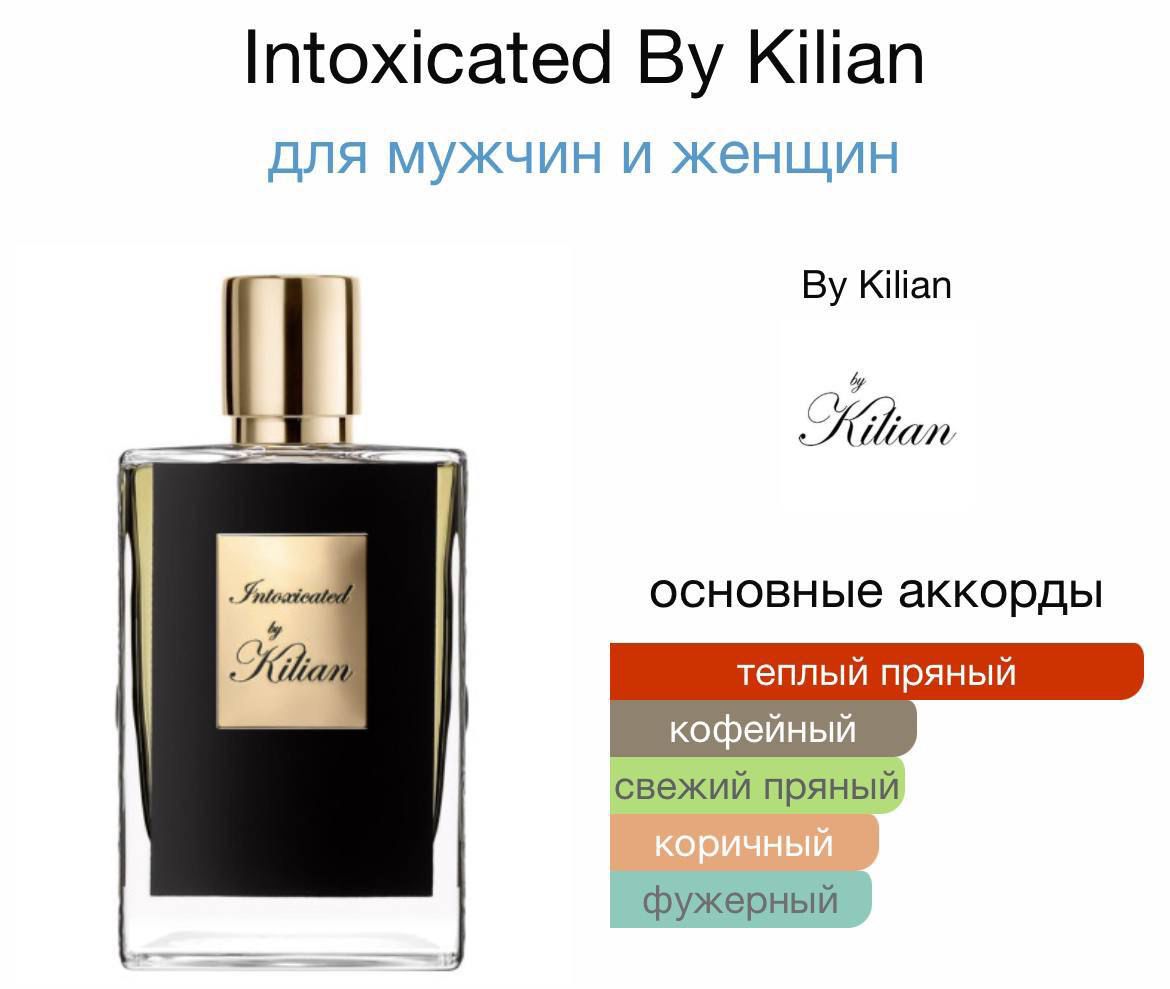 Intoxicated By Kilian
для мужчин и женщин
By Kilian
by
Kilian
Intoxicated
by
Kilian
основные аккорды
теплый пряный
кофейный
свежий пряный
коричный
фужерный